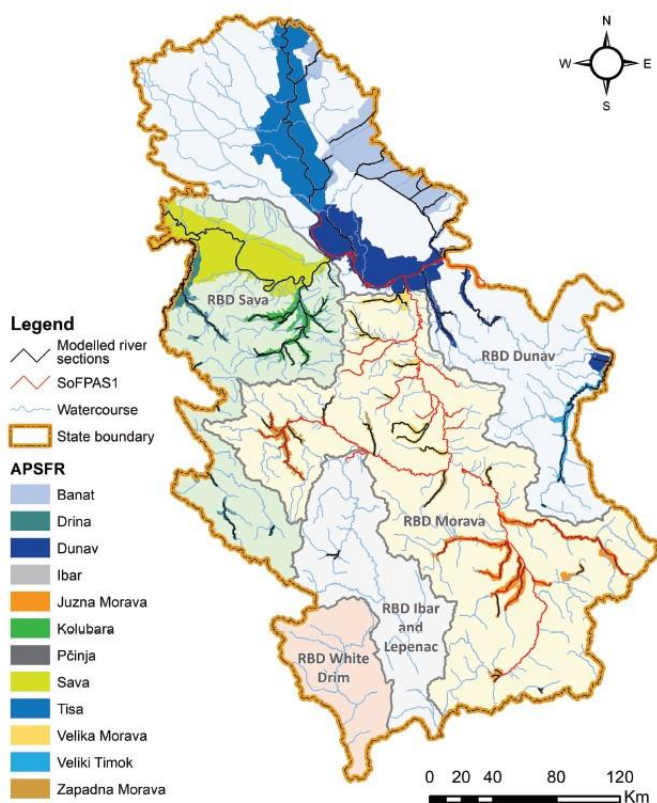 N
W
E
S
RBD Sava
RBD Dunav
RBD Morava
RBD Ibar
and
Lepenac
RBD White
Drim
Legend
Modelled river
sections
SoFPAS1
Watercourse
State boundary
APSFR
Banat
Drina
Dunav
Ibar
Juzna Morava
Kolubara
Pčinja
Sava
Tisa
Velika Morava
Veliki Timok
Zapadna Morava
0 20 40 60 80 100 120
Km